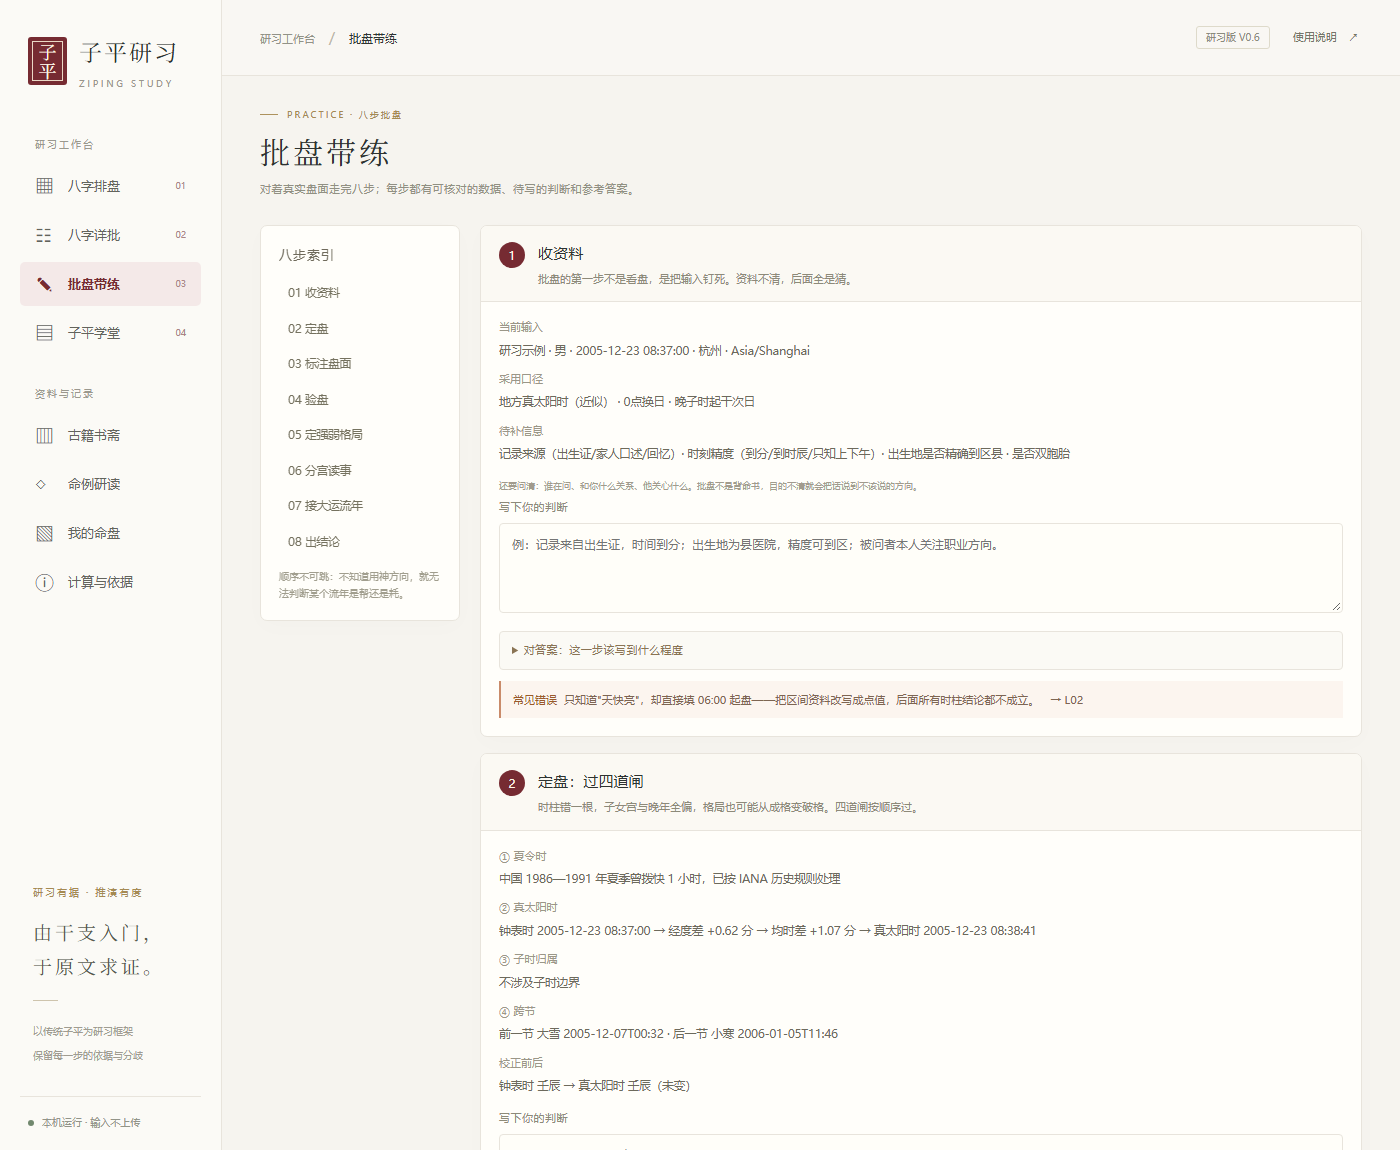 子平
子平研习
ZIPING STUDY
研习工作台
八字排盘 01
八字详批 02
批盘带练 03
子平学堂 04
资料与记录
古籍书斋
命例研读
我的命盘
计算与依据
研习有据 · 推演有度
由干支入门，
于原文求证。
以传统子平为研习框架
保留每一步的依据与分歧
本机运行 · 输入不上传
研习工作台 / 批盘带练
研习版 V0.6
使用说明 ↗
PRACTICE · 八步批盘
批盘带练
对着真实盘面走完八步；每步都有可核对的数据、待写的判断和参考答案。
八步索引
01 收资料
02 定盘
03 标注盘面
04 验盘
05 定强弱格局
06 分宫读事
07 接大运流年
08 出结论
顺序不可跳：不知道用神方向，就无
法判断某个流年是帮还是耗。
1 收资料
批盘的第一步不是看盘，是把输入钉死。资料不清，后面全是猜。
当前输入
研习示例 · 男 · 2005-12-23 08:37:00 · 杭州 · Asia/Shanghai
采用口径
地方真太阳时（近似） · 0点换日 · 晚子时起干次日
待补信息
记录来源（出生证/家人口述/回忆） · 时刻精度（到分/到时辰/只知上下午） · 出生地是否精确到区县 · 是否双胞胎
还要问清：谁在问、和你什么关系、他关心什么。批盘不是背命书，目的不清就会把话说到不该说的方向。
写下你的判断
例：记录来自出生证，时间到分；出生地为县医院，精度可到区；被问者本人关注职业方向。
▶ 对答案：这一步该写到什么程度
常见错误 只知道"天快亮"，却直接填 06:00 起盘——把区间资料改写成点值，后面所有时柱结论都不成立。 → L02
2 定盘：过四道闸
时柱错一根，子女宫与晚年全偏，格局也可能从成格变破格。四道闸按顺序过。
① 夏令时
中国 1986—1991 年夏季曾拨快 1 小时，已按 IANA 历史规则处理
② 真太阳时
钟表时 2005-12-23 08:37:00 → 经度差 +0.62 分 → 均时差 +1.07 分 → 真太阳时 2005-12-23 08:38:41
③ 子时归属
不涉及子时边界
④ 跨节
前一节 大雪 2005-12-07T00:32 · 后一节 小寒 2006-01-05T11:46
校正前后
钟表时 壬辰 → 真太阳时 壬辰（未变）
写下你的判断